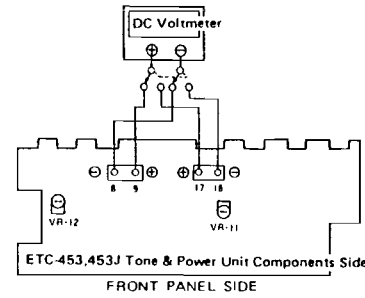 DC Voltmeter
⊕ ⊖
⊖ ⊕ ⊕ ⊖
8 9 17 18
VR-12 VR-11
ETC-453,453J Tone & Power Unit Components Side
FRONT PANEL SIDE